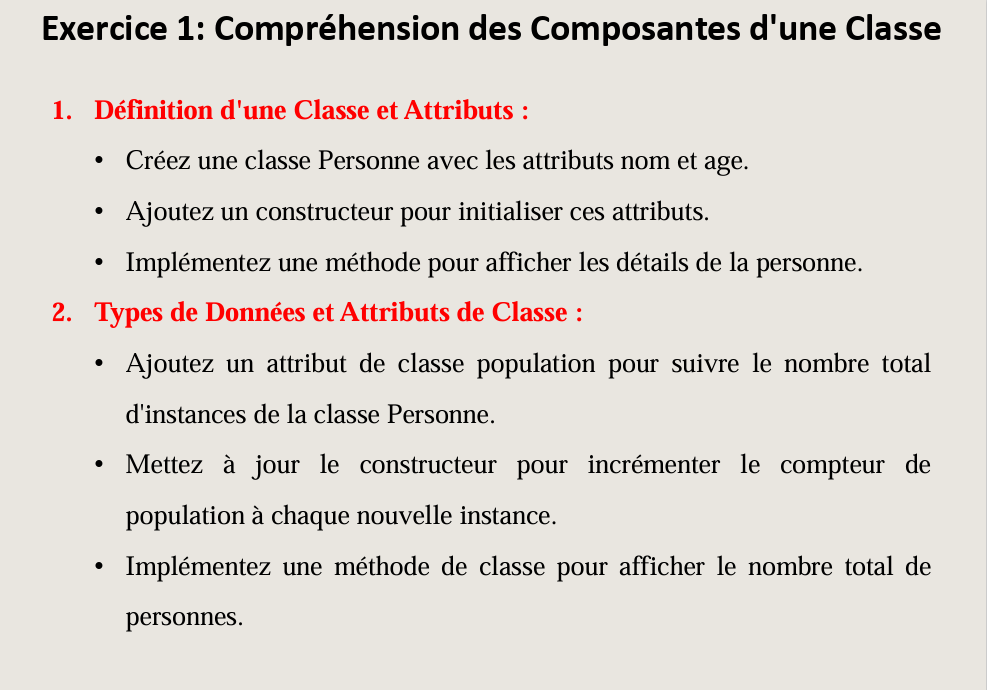 Exercice 1: Compréhension des Composantes d'une Classe
1. Définition d'une Classe et Attributs :
• Créez une classe Personne avec les attributs nom et age.
• Ajoutez un constructeur pour initialiser ces attributs.
• Implémentez une méthode pour afficher les détails de la personne.
2. Types de Données et Attributs de Classe :
• Ajoutez un attribut de classe population pour suivre le nombre total
d'instances de la classe Personne.
• Mettez à jour le constructeur pour incrémenter le compteur de
population à chaque nouvelle instance.
• Implémentez une méthode de classe pour afficher le nombre total de
personnes.